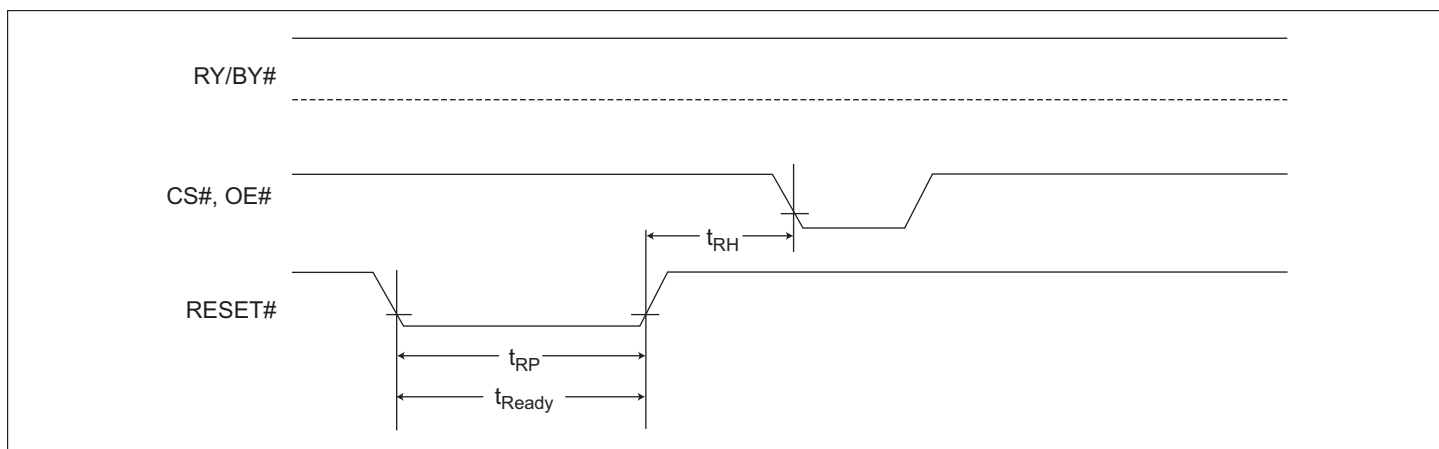 RY/BY#
CS#, OE#
tRH
RESET#
tRP
tReady